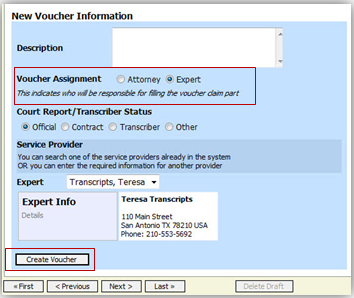 New Voucher Information
Description
Voucher Assignment Attorney Expert
This indicates who will be responsible for filling the voucher claim part
Court Report/Transcriber Status
Official Contract Transcriber Other
Service Provider
You can search one of the service providers already in the system
OR you can enter the required information for another provider
Expert Transcripts, Teresa
Expert Info
Details
Teresa Transcripts
110 Main Street
San Antonio TX 78210 USA
Phone: 210-553-5692
Create Voucher
« First < Previous Next > Last » Delete Draft